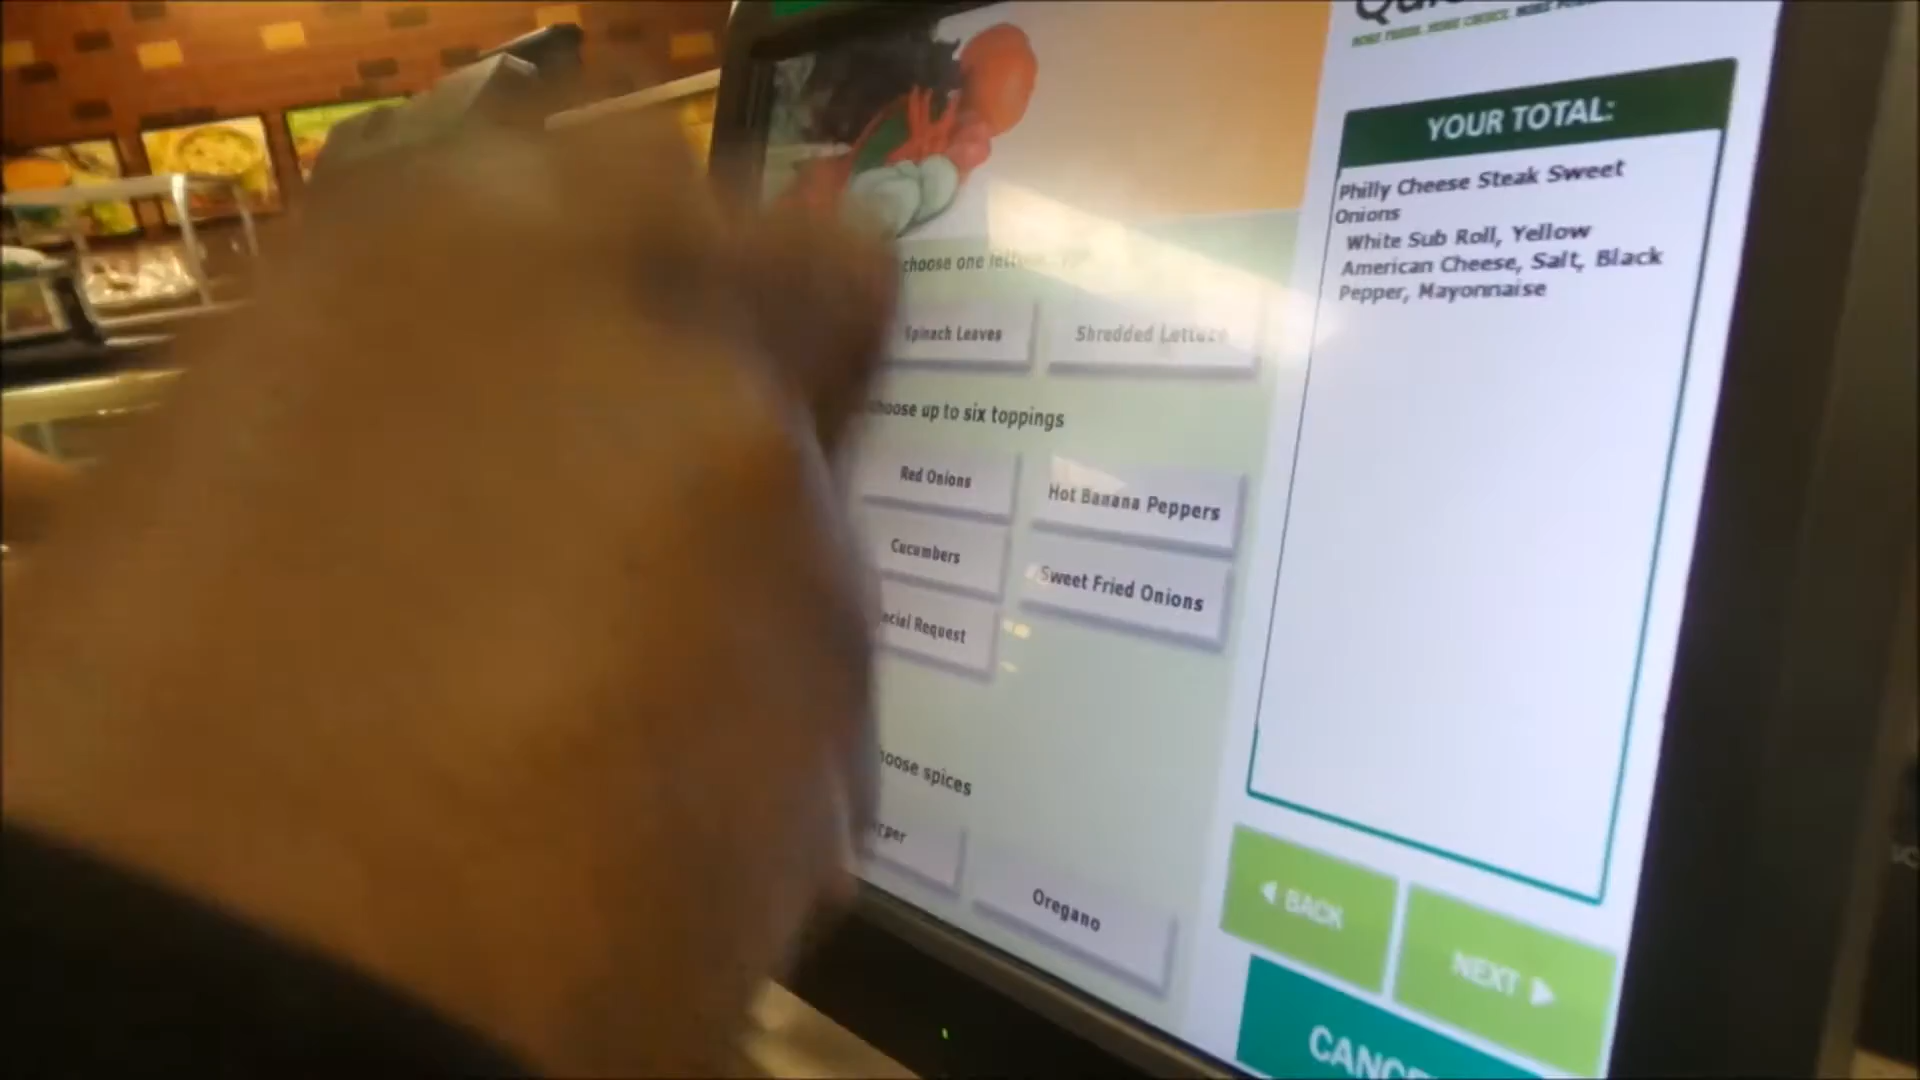 YOUR TOTAL:
Philly Cheese Steak Sweet
Onions
White Sub Roll, Yellow
American Cheese, Salt, Black
Pepper, Mayonnaise
choose one
Spinach Leaves
Shredded Lettuce
choose up to six toppings
Red Onions
Hot Banana Peppers
Cucumbers
Sweet Fried Onions
Request
spices
Oregano
◀ BACK
NEXT ▶